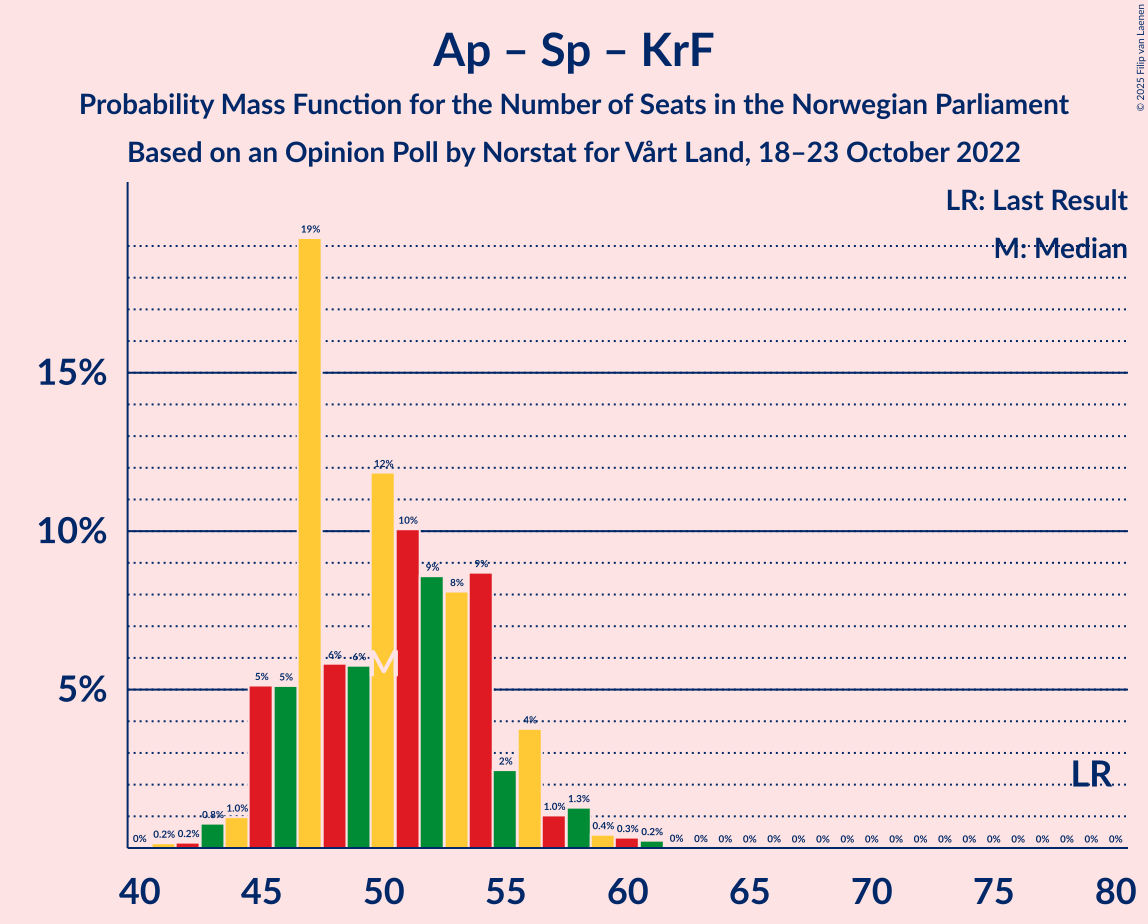 Ap – Sp – KrF
Probability Mass Function for the Number of Seats in the Norwegian Parliament
Based on an Opinion Poll by Norstat for Vårt Land, 18–23 October 2022
© 2025 Filip van Laenen
LR: Last Result
M: Median
15%
10%
5%
0% 0.2% 0.2% 0.8% 1.0% 5% 5% 19% 6% 6% 12% 10% 9% 8% 9% 2% 4% 1.0% 1.3% 0.4% 0.3% 0.2% 0% 0% 0% 0% 0% 0% 0% 0% 0% 0% 0% 0% 0% 0% 0% 0% 0% 0% 0%
M
LR
40 45 50 55 60 65 70 75 80